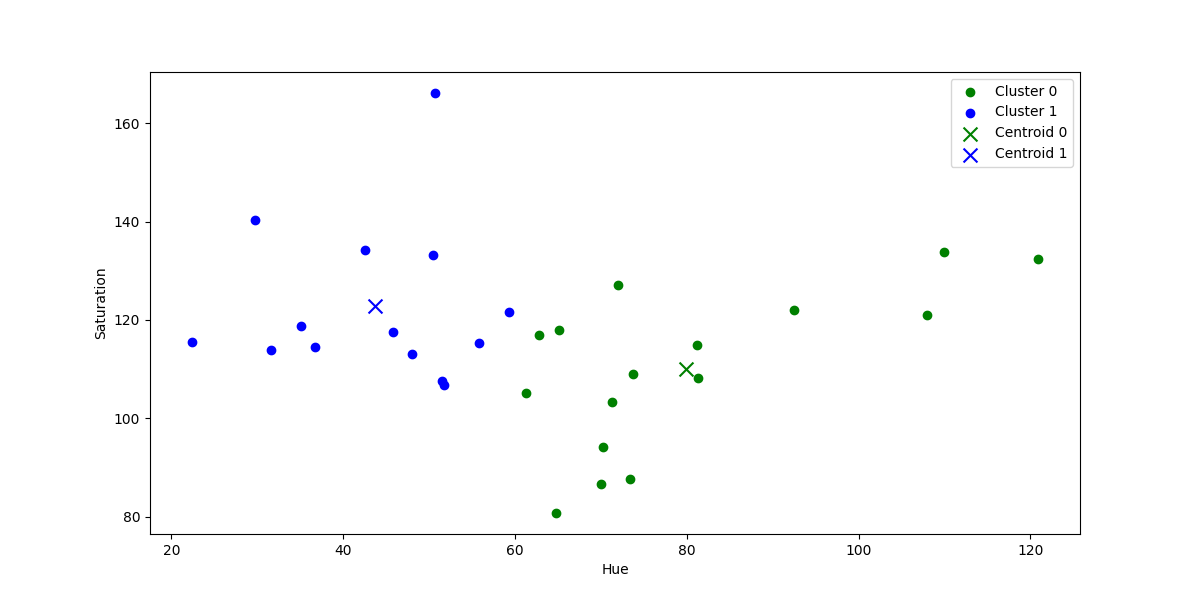 Cluster 0
Cluster 1
Centroid 0
Centroid 1
160
140
120
100
80
Saturation
20 40 60 80 100 120
Hue